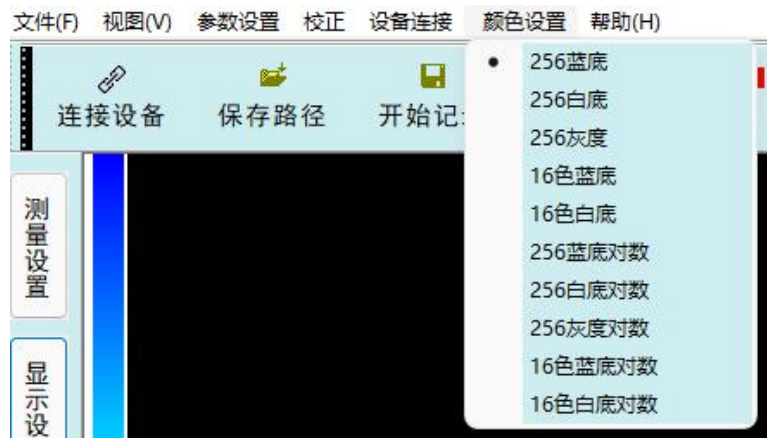 文件(F) 视图(V) 参数设置 校正 设备连接 颜色设置 帮助(H)
连接设备 保存路径 开始记
256蓝底
256白底
256灰度
16色蓝底
16色白底
256蓝底对数
256白底对数
256灰度对数
16色蓝底对数
16色白底对数
测量设置
显示设